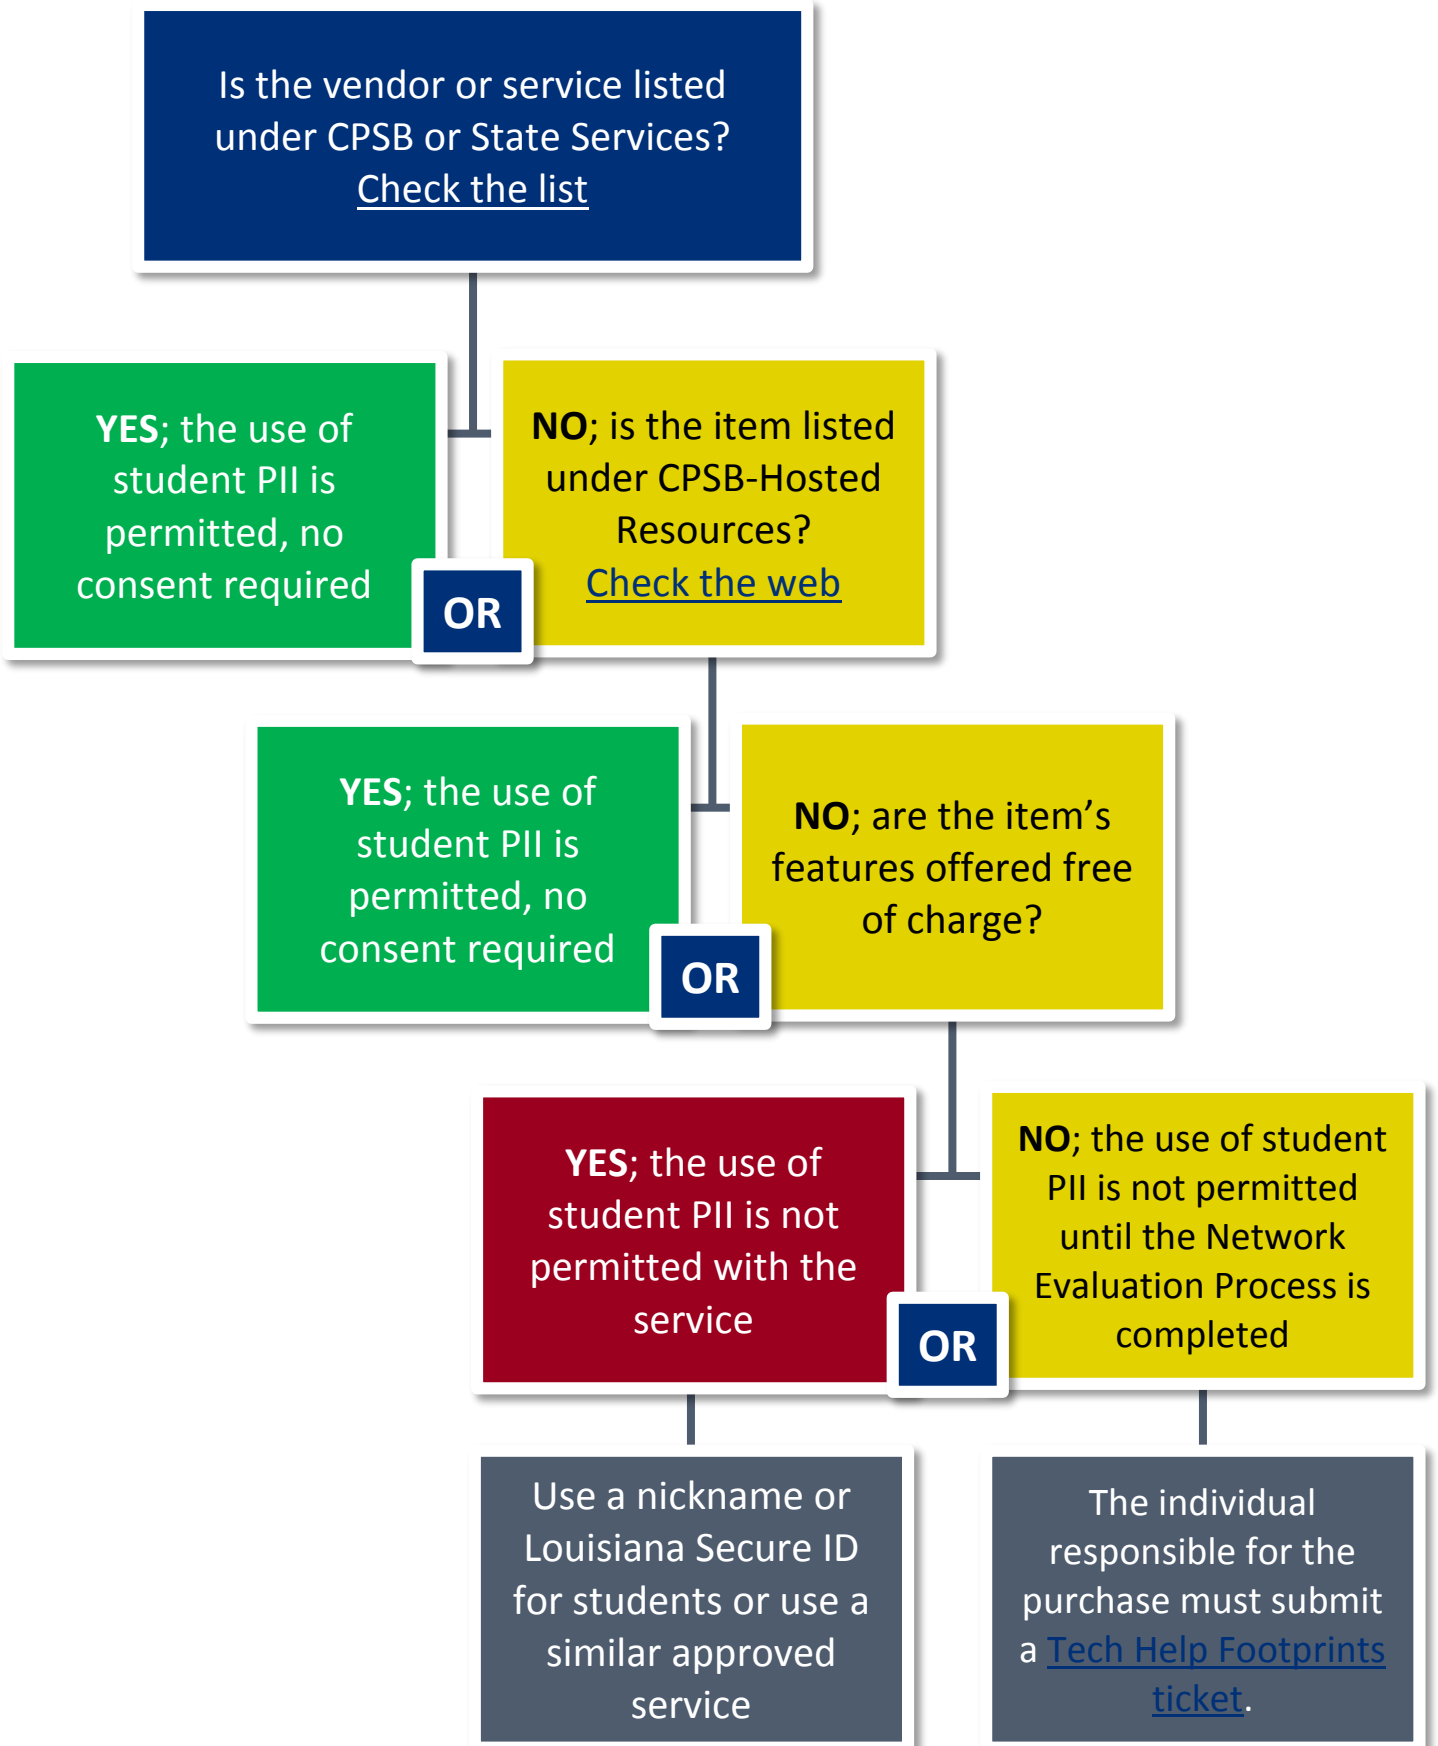 Is the vendor or service listed
under CPSB or State Services?
Check the list
YES; the use of
student PII is
permitted, no
consent required
OR
NO; is the item listed
under CPSB-Hosted
Resources?
Check the web
YES; the use of
student PII is
permitted, no
consent required
OR
NO; are the item’s
features offered free
of charge?
YES; the use of
student PII is not
permitted with the
service
OR
NO; the use of student
PII is not permitted
until the Network
Evaluation Process is
completed
Use a nickname or
Louisiana Secure ID
for students or use a
similar approved
service
The individual
responsible for the
purchase must submit
a Tech Help Footprints
ticket.